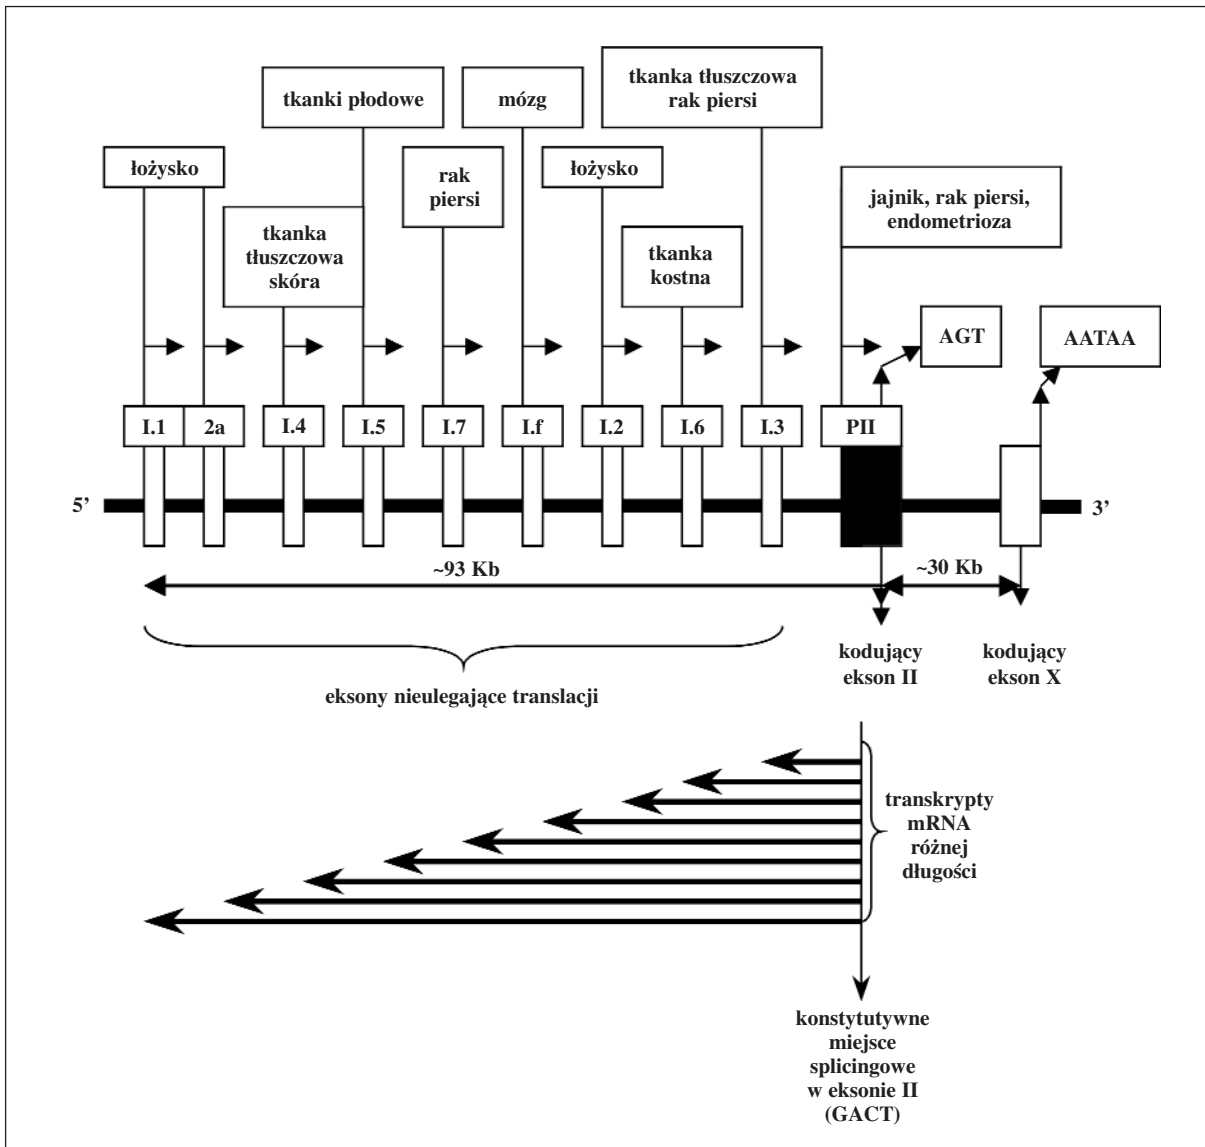 tkanki płodowe
mózg
tkanka tłuszczowa
rak piersi
łożysko
rak
piersi
łożysko
jajnik, rak piersi,
endometrioza
tkanka
tłuszczowa
skóra
tkanka
kostna
AGT
AATAA
I.1
2a
I.4
I.5
I.7
I.f
I.2
I.6
I.3
PII
5’
3’
~93 Kb
~30 Kb
kodujący
ekson II
kodujący
ekson X
eksony nieulegające translacji
transkrypty
mRNA
różnej
długości
konstytutywne
miejsce
splicingowe
w eksonie II
(GACT)